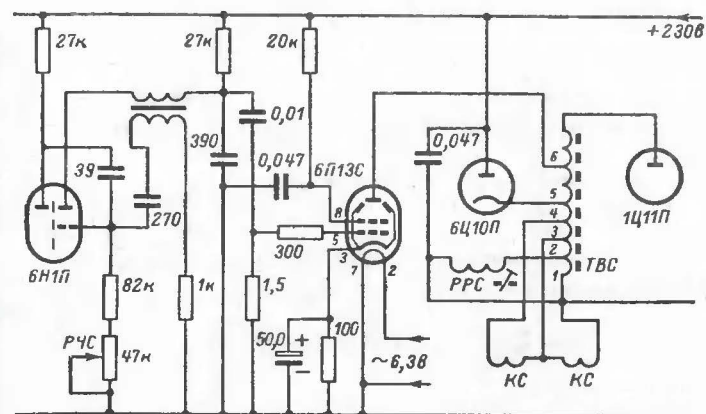 27к
27к
20к
+230в
0,01
390
0,047
6П13С
0,047
39
270
6Н1П
8
5
3
7
2
300
6Ц10П
6
5
4
3
2
1
1Ц11П
ТВС
РРС
82к
1к
1,5
РЧС
47к
50,0
+
−
100
~6,3в
КС
КС